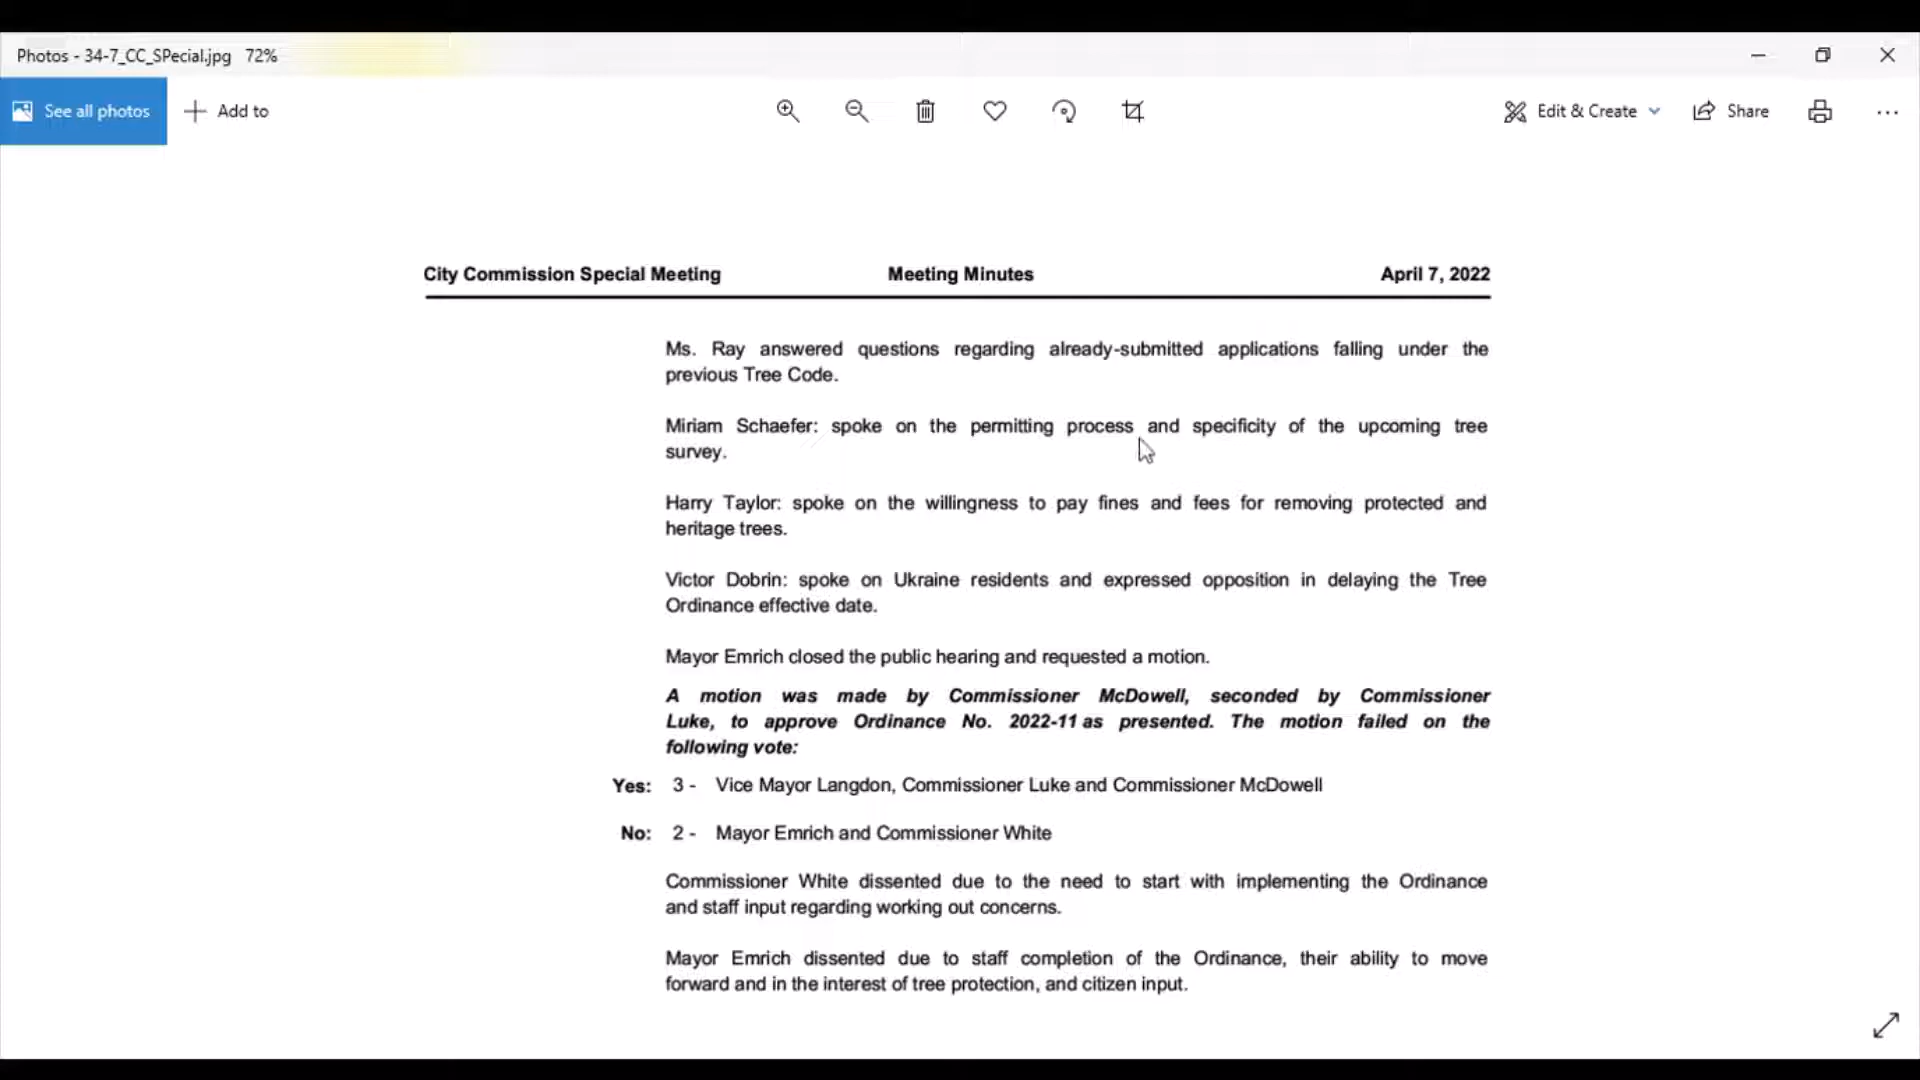 Photos - 34-7_CC_SPecial.jpg 72%
See all photos
Add to
Edit & Create
Share
City Commission Special Meeting Meeting Minutes April 7, 2022
Ms. Ray answered questions regarding already-submitted applications falling under the
previous Tree Code.
Miriam Schaefer: spoke on the permitting process and specificity of the upcoming tree
survey.
Harry Taylor: spoke on the willingness to pay fines and fees for removing protected and
heritage trees.
Victor Dobrin: spoke on Ukraine residents and expressed opposition in delaying the Tree
Ordinance effective date.
Mayor Emrich closed the public hearing and requested a motion.
A motion was made by Commissioner McDowell, seconded by Commissioner
Luke, to approve Ordinance No. 2022-11 as presented. The motion failed on the
following vote:
Yes: 3 - Vice Mayor Langdon, Commissioner Luke and Commissioner McDowell
No: 2 - Mayor Emrich and Commissioner White
Commissioner White dissented due to the need to start with implementing the Ordinance
and staff input regarding working out concerns.
Mayor Emrich dissented due to staff completion of the Ordinance, their ability to move
forward and in the interest of tree protection, and citizen input.